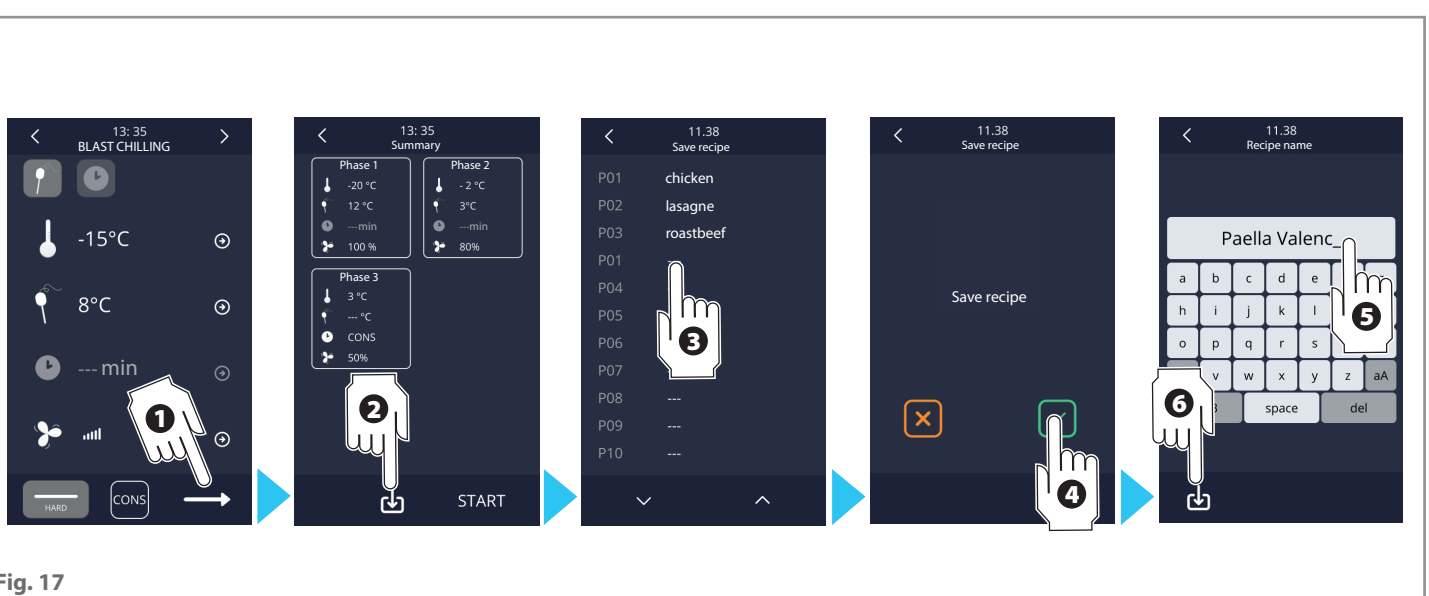 13: 35
BLAST CHILLING
-15°C
8°C
--- min
1
HARD
CONS
13: 35
Summary
Phase 1
-20 °C
12 °C
---min
100 %
Phase 2
- 2 °C
3°C
---min
80%
Phase 3
3 °C
--- °C
CONS
50%
2
START
11.38
Save recipe
P01 chicken
P02 lasagne
P03 roastbeef
P01
P04
P05
P06
P07
P08 ---
P09 ---
P10 ---
3
11.38
Save recipe
Save recipe
4
11.38
Recipe name
Paella Valenc_
a b c d e
h i j k l
o p q r s
v w x y z aA
space del
5
6
Fig. 17